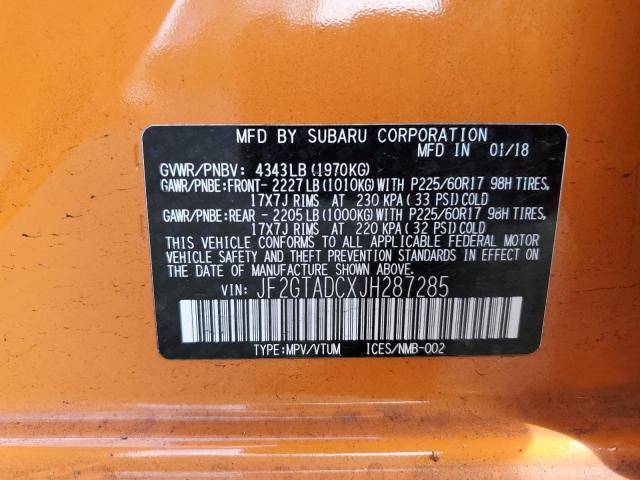 MFD BY SUBARU CORPORATION
MFD IN 01/18
GVWR/PNBV: 4343LB(1970KG)
GAWR/PNBE:FRONT-2227LB(1010KG)WITH P225/60R17 98H TIRES,
17X7J RIMS AT 230 KPA (33 PSI)COLD
GAWR/PNBE:REAR -2205LB(1000KG)WITH P225/60R17 98H TIRES,
17X7J RIMS AT 220 KPA (32 PSI)COLD
THIS VEHICLE CONFORMS TO ALL APPLICABLE FEDERAL MOTOR
VEHICLE SAFETY AND THEFT PREVENTION STANDARDS IN EFFECT
ON THE DATE OF MANUFACTURE SHOWN ABOVE.
VIN: JF2GTADCXJH287285
TYPE:MPV/VTUM ICES/NMB-002